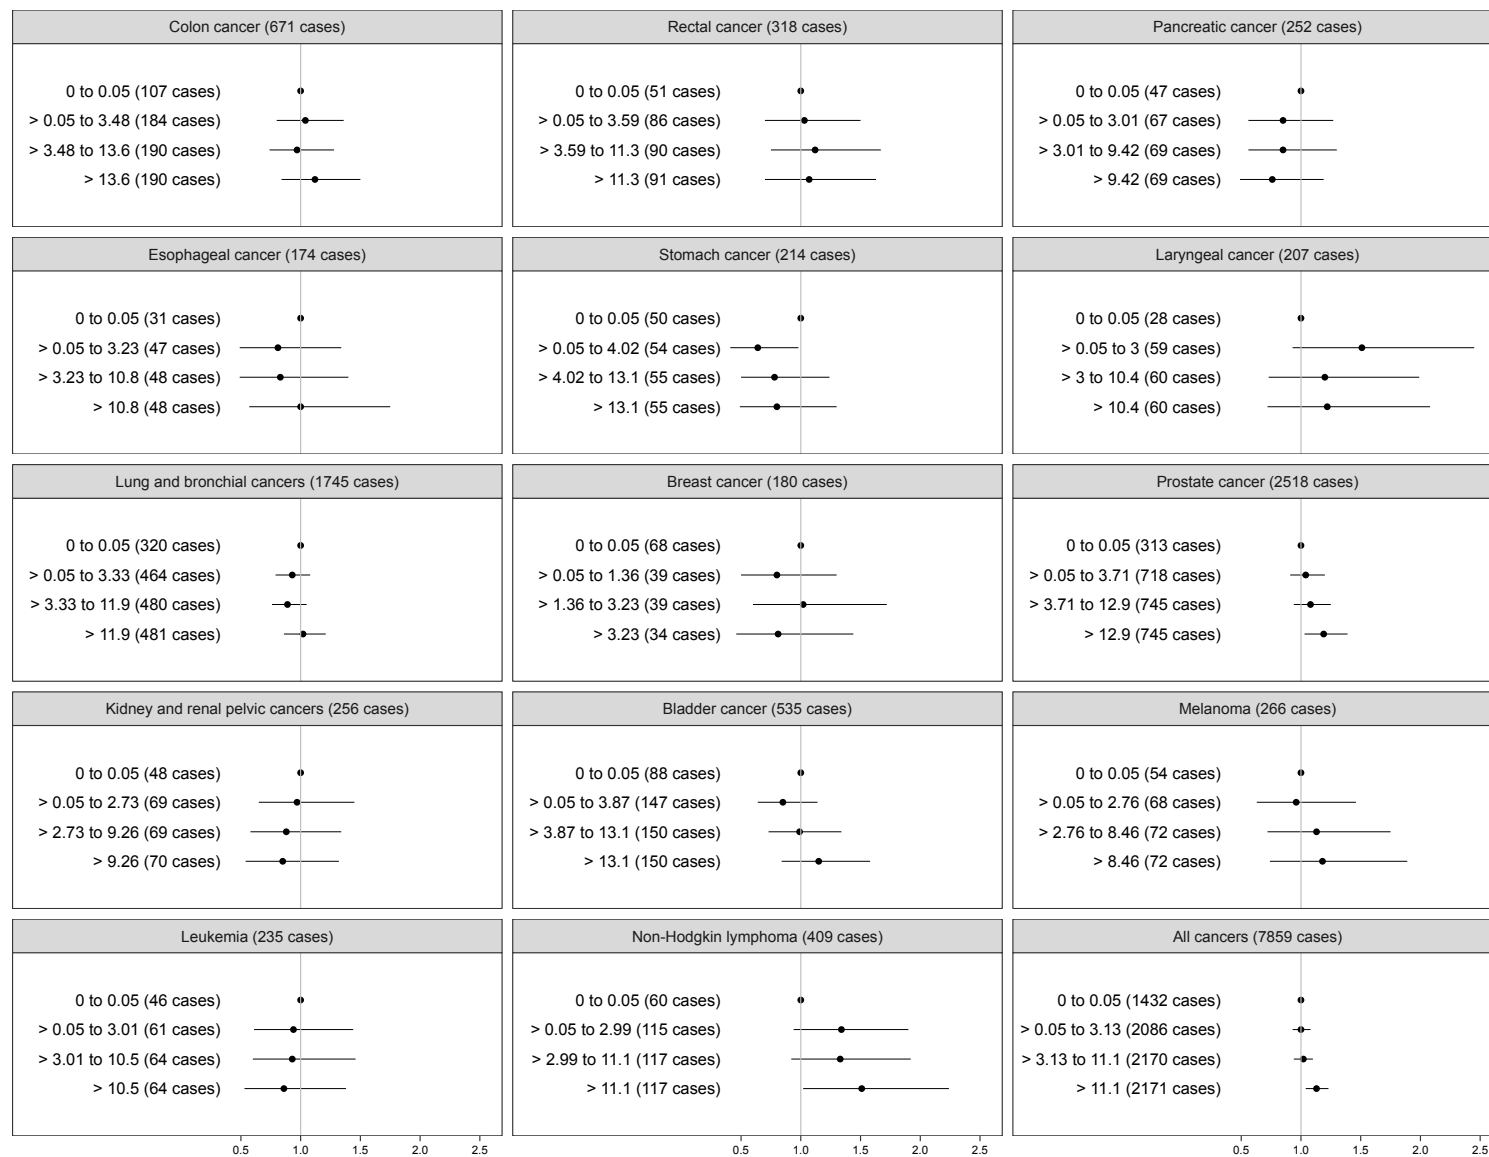 Colon cancer (671 cases)
0 to 0.05 (107 cases)
> 0.05 to 3.48 (184 cases)
> 3.48 to 13.6 (190 cases)
> 13.6 (190 cases)
Rectal cancer (318 cases)
0 to 0.05 (51 cases)
> 0.05 to 3.59 (86 cases)
> 3.59 to 11.3 (90 cases)
> 11.3 (91 cases)
Pancreatic cancer (252 cases)
0 to 0.05 (47 cases)
> 0.05 to 3.01 (67 cases)
> 3.01 to 9.42 (69 cases)
> 9.42 (69 cases)
Esophageal cancer (174 cases)
0 to 0.05 (31 cases)
> 0.05 to 3.23 (47 cases)
> 3.23 to 10.8 (48 cases)
> 10.8 (48 cases)
Stomach cancer (214 cases)
0 to 0.05 (50 cases)
> 0.05 to 4.02 (54 cases)
> 4.02 to 13.1 (55 cases)
> 13.1 (55 cases)
Laryngeal cancer (207 cases)
0 to 0.05 (28 cases)
> 0.05 to 3 (59 cases)
> 3 to 10.4 (60 cases)
> 10.4 (60 cases)
Lung and bronchial cancers (1745 cases)
0 to 0.05 (320 cases)
> 0.05 to 3.33 (464 cases)
> 3.33 to 11.9 (480 cases)
> 11.9 (481 cases)
Breast cancer (180 cases)
0 to 0.05 (68 cases)
> 0.05 to 1.36 (39 cases)
> 1.36 to 3.23 (39 cases)
> 3.23 (34 cases)
Prostate cancer (2518 cases)
0 to 0.05 (313 cases)
> 0.05 to 3.71 (718 cases)
> 3.71 to 12.9 (745 cases)
> 12.9 (745 cases)
Kidney and renal pelvic cancers (256 cases)
0 to 0.05 (48 cases)
> 0.05 to 2.73 (69 cases)
> 2.73 to 9.26 (69 cases)
> 9.26 (70 cases)
Bladder cancer (535 cases)
0 to 0.05 (88 cases)
> 0.05 to 3.87 (147 cases)
> 3.87 to 13.1 (150 cases)
> 13.1 (150 cases)
Melanoma (266 cases)
0 to 0.05 (54 cases)
> 0.05 to 2.76 (68 cases)
> 2.76 to 8.46 (72 cases)
> 8.46 (72 cases)
Leukemia (235 cases)
0 to 0.05 (46 cases)
> 0.05 to 3.01 (61 cases)
> 3.01 to 10.5 (64 cases)
> 10.5 (64 cases)
0.5 1.0 1.5 2.0 2.5
Non-Hodgkin lymphoma (409 cases)
0 to 0.05 (60 cases)
> 0.05 to 2.99 (115 cases)
> 2.99 to 11.1 (117 cases)
> 11.1 (117 cases)
0.5 1.0 1.5 2.0 2.5
All cancers (7859 cases)
0 to 0.05 (1432 cases)
> 0.05 to 3.13 (2086 cases)
> 3.13 to 11.1 (2170 cases)
> 11.1 (2171 cases)
0.5 1.0 1.5 2.0 2.5